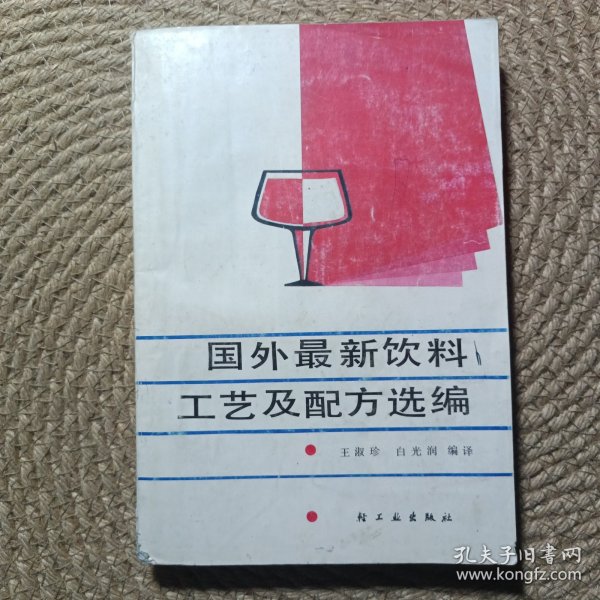 国外最新饮料
工艺及配方选编
王淑珍 白光润 编译
轻工业出版社
孔夫子旧书网
www.kongfz.com